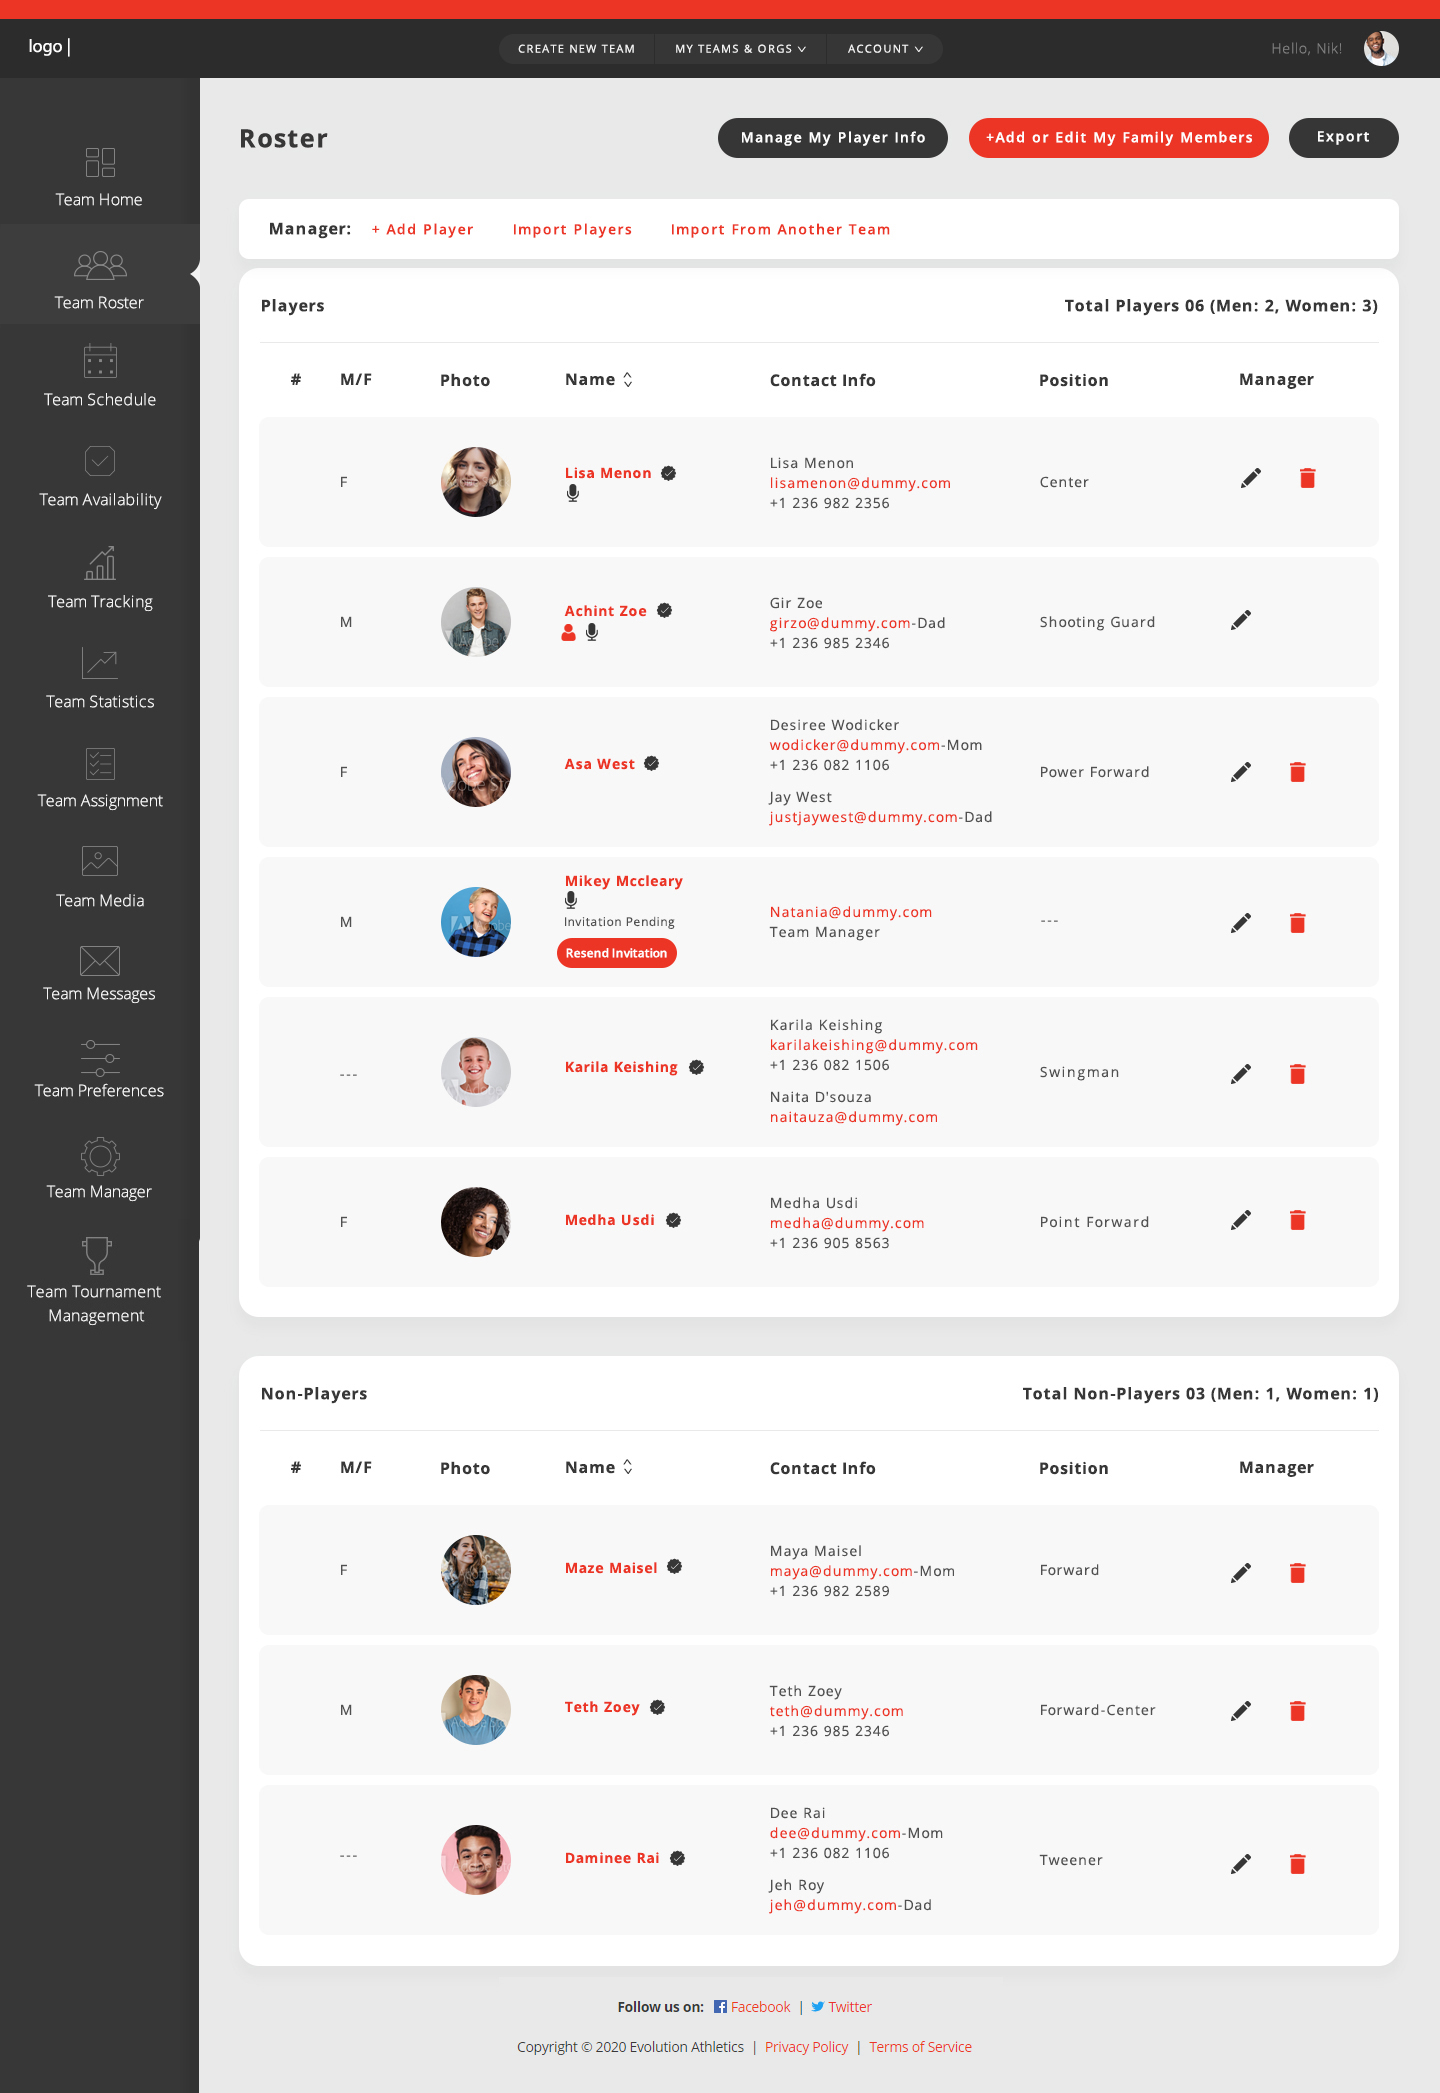 logo |
CREATE NEW TEAM
MY TEAMS & ORGS
ACCOUNT
Hello, Nik!
Team Home
Team Roster
Team Schedule
Team Availability
Team Tracking
Team Statistics
Team Assignment
Team Media
Team Messages
Team Preferences
Team Manager
Team Tournament
Management
Roster
Manage My Player Info
+Add or Edit My Family Members
Export
Manager: + Add Player Import Players Import From Another Team
Players
Total Players 06 (Men: 2, Women: 3)
# M/F Photo Name Contact Info Position Manager
F
Lisa Menon
Lisa Menon
lisamenon@dummy.com
+1 236 982 2356
Center
M
Achint Zoe
Gir Zoe
girzo@dummy.com-Dad
+1 236 985 2346
Shooting Guard
F
Asa West
Desiree Wodicker
wodicker@dummy.com-Mom
+1 236 082 1106
Jay West
justjaywest@dummy.com-Dad
Power Forward
M
Mikey Mccleary
Invitation Pending
Resend Invitation
Natania@dummy.com
Team Manager
---
---
Karila Keishing
Karila Keishing
karilakeishing@dummy.com
+1 236 082 1506
Naita D'souza
naitauza@dummy.com
Swingman
F
Medha Usdi
Medha Usdi
medha@dummy.com
+1 236 905 8563
Point Forward
Non-Players
Total Non-Players 03 (Men: 1, Women: 1)
# M/F Photo Name Contact Info Position Manager
F
Maze Maisel
Maya Maisel
maya@dummy.com-Mom
+1 236 982 2589
Forward
M
Teth Zoey
Teth Zoey
teth@dummy.com
+1 236 985 2346
Forward-Center
---
Daminee Rai
Dee Rai
dee@dummy.com-Mom
+1 236 082 1106
Jeh Roy
jeh@dummy.com-Dad
Tweener
Follow us on: Facebook | Twitter
Copyright © 2020 Evolution Athletics | Privacy Policy | Terms of Service